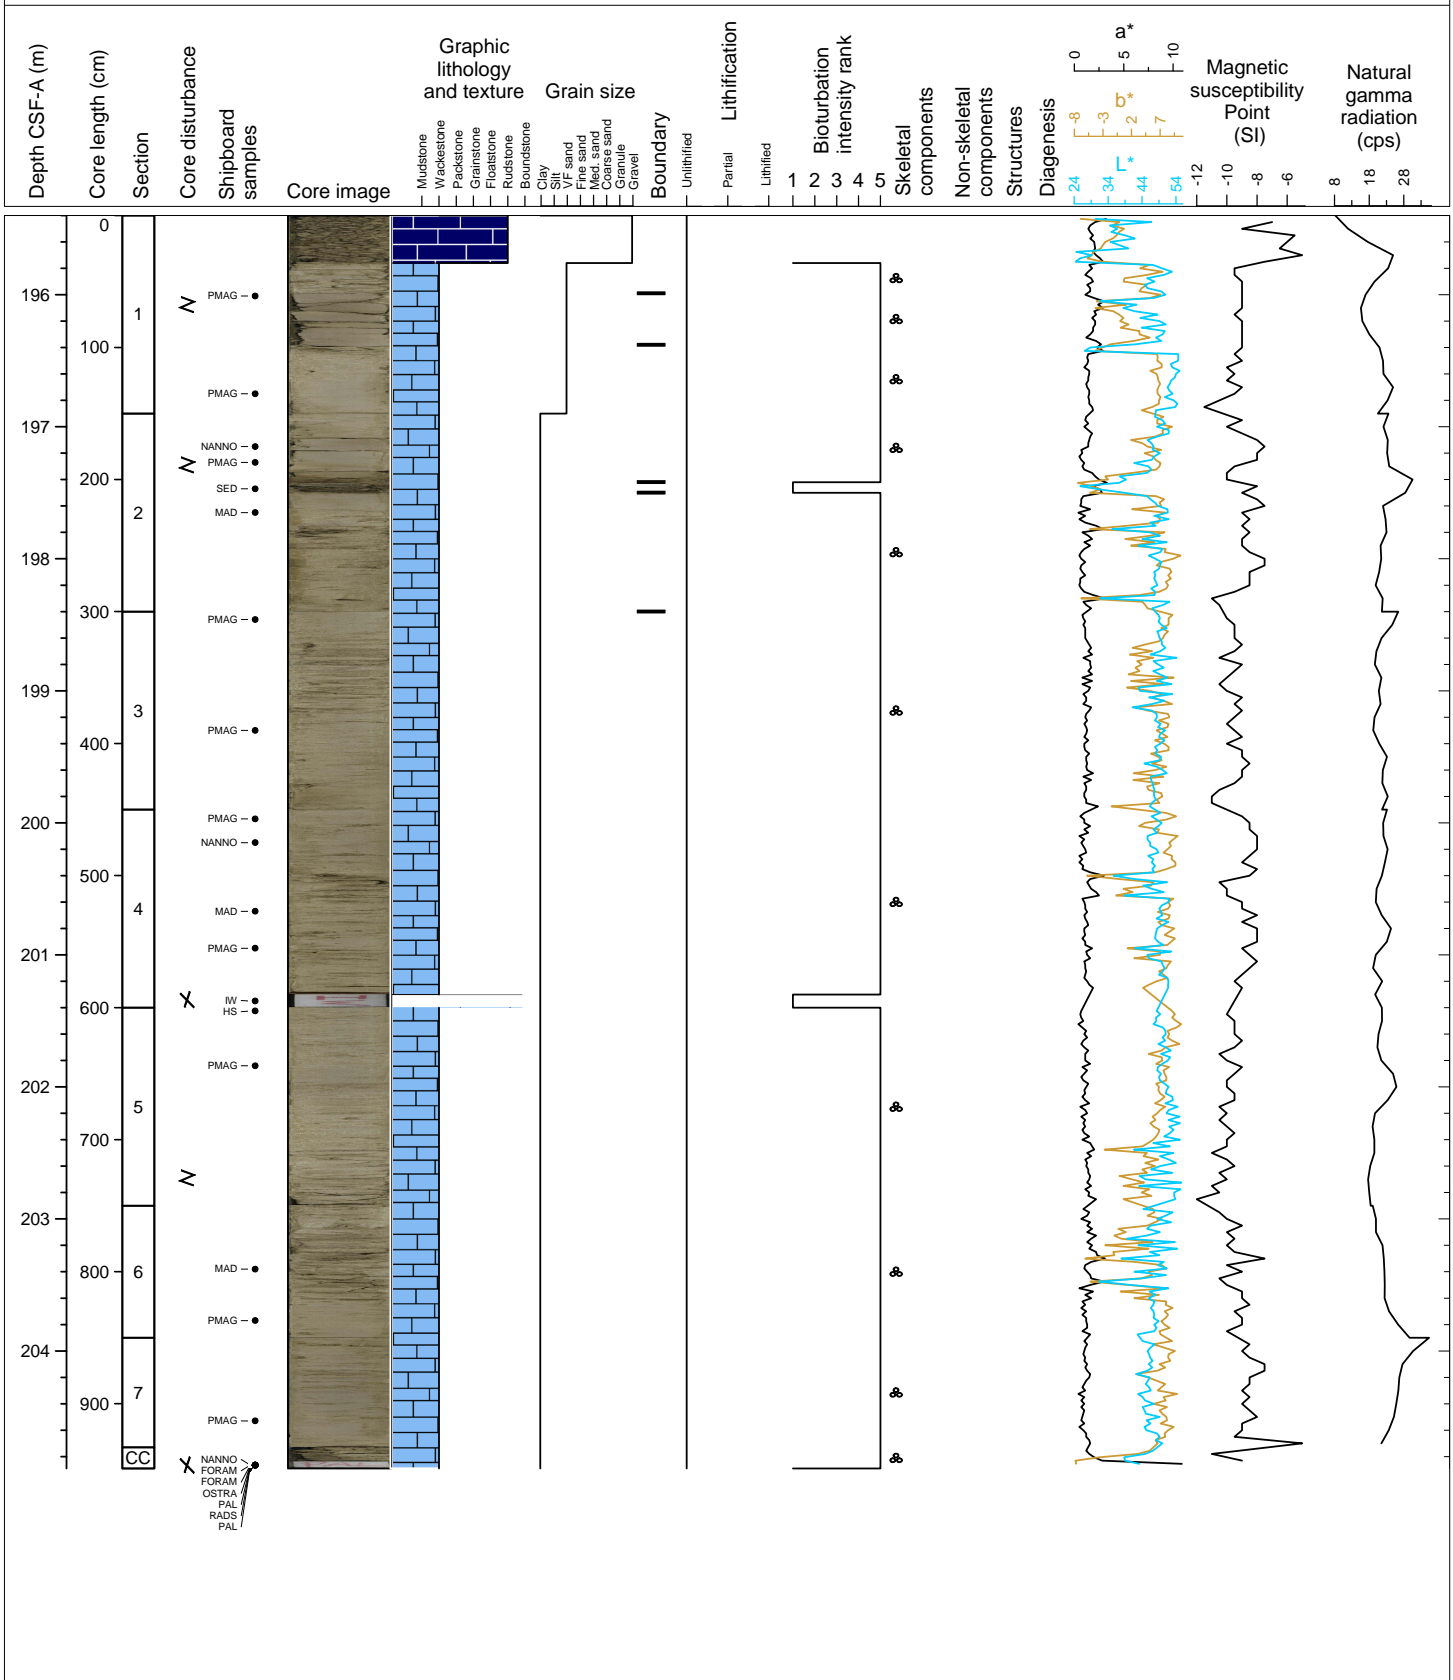 Depth CSF-A (m)
Core length (cm)
Section
Core disturbance
Shipboard
samples
Core image
Graphic
lithology
and texture
Mudstone
Wackestone
Packstone
Grainstone
Floatstone
Rudstone
Boundstone
Grain size
Clay
Silt
VF sand
Fine sand
Med. sand
Coarse sand
Granule
Gravel
Boundary
Lithification
Unlithified
Partial
Lithified
Bioturbation
intensity rank
1 2 3 4 5
Skeletal
components
Non-skeletal
components
Structures
Diagenesis
a*
0 5 10
b*
-8 -3 2 7
L*
24 34 44 54
Magnetic
susceptibility
Point
(SI)
-12 -10 -8 -6
Natural
gamma
radiation
(cps)
8 18 28
0
196
PMAG
1
100
PMAG
197
NANNO
PMAG
200
SED
2
MAD
198
300
PMAG
199
3
PMAG
400
PMAG
200
NANNO
500
4
MAD
PMAG
201
IW
600
HS
PMAG
202
5
700
203
MAD
6
800
PMAG
204
7
900
PMAG
CC
NANNO
FORAM
FORAM
OSTRA
PAL
RADS
PAL